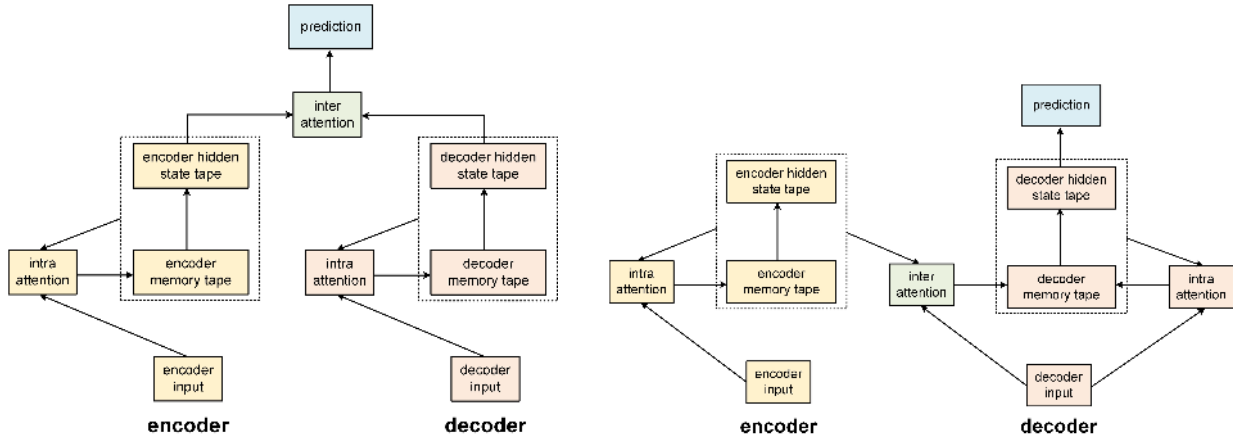 prediction
inter
attention
encoder hidden
state tape
decoder hidden
state tape
intra
attention
encoder
memory tape
intra
attention
decoder
memory tape
encoder
input
decoder
input
encoder
decoder
prediction
encoder hidden
state tape
decoder hidden
state tape
intra
attention
encoder
memory tape
inter
attention
decoder
memory tape
intra
attention
encoder
input
decoder
input
encoder
decoder